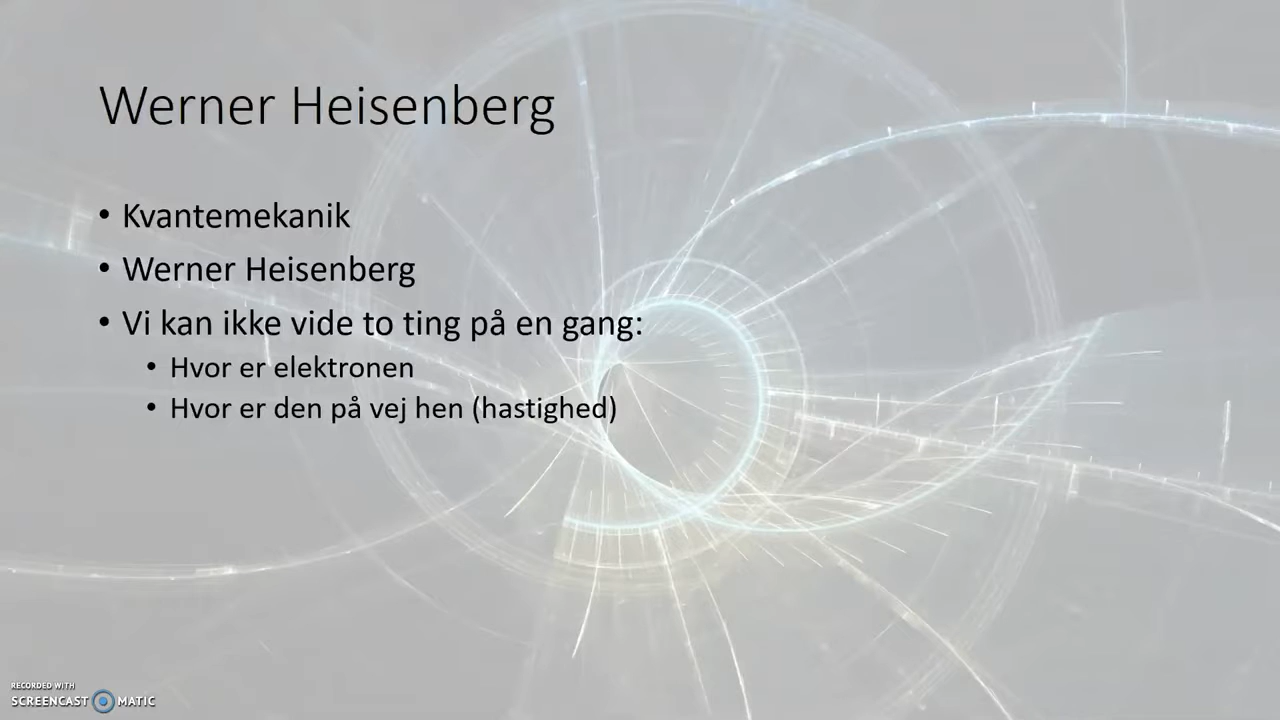 Werner Heisenberg
• Kvantemekanik
• Werner Heisenberg
• Vi kan ikke vide to ting på en gang:
• Hvor er elektronen
• Hvor er den på vej hen (hastighed)
RECORDED WITH
SCREENCAST MATIC